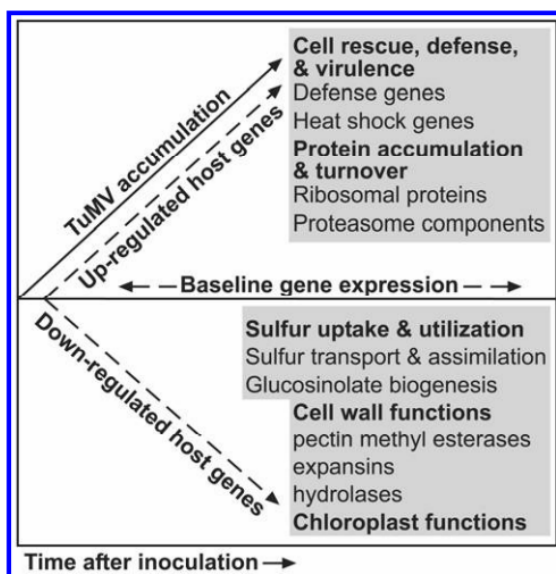 Cell rescue, defense,
& virulence
Defense genes
Heat shock genes
Protein accumulation
& turnover
Ribosomal proteins
Proteasome components
TuMV accumulation
Up-regulated host genes
Baseline gene expression
Down-regulated host genes
Sulfur uptake & utilization
Sulfur transport & assimilation
Glucosinolate biogenesis
Cell wall functions
pectin methyl esterases
expansins
hydrolases
Chloroplast functions
Time after inoculation